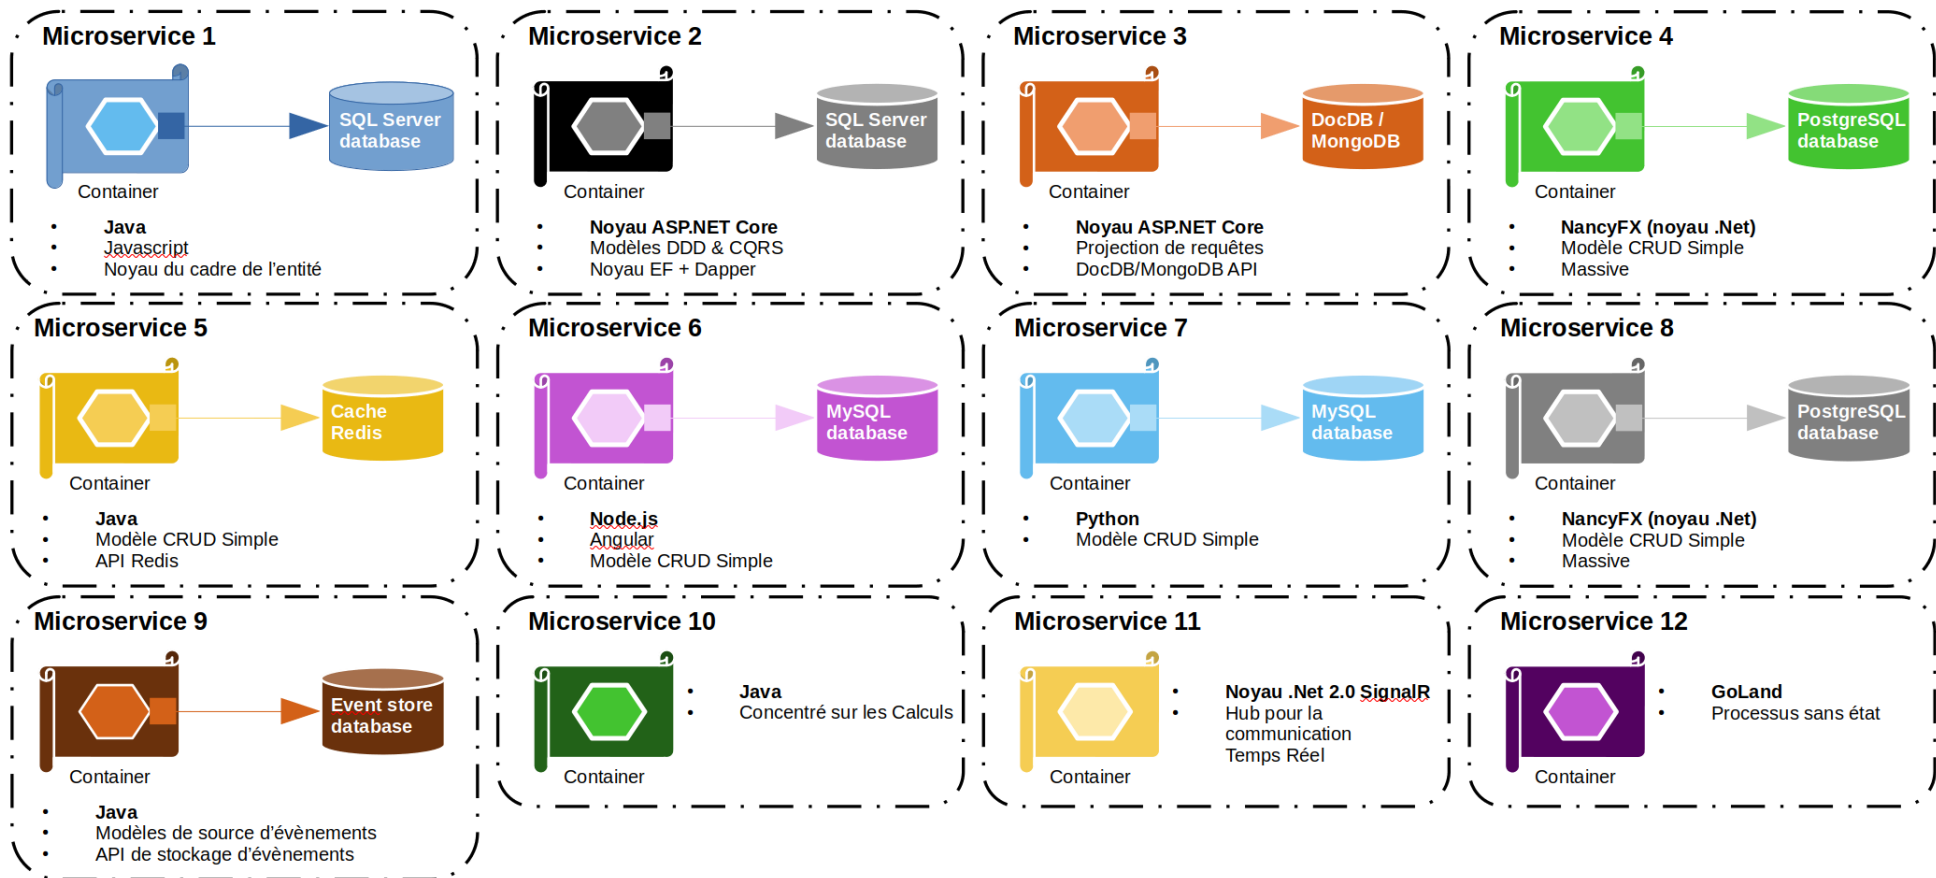 Microservice 1
SQL Server
database
Container
• Java
• Javascript
• Noyau du cadre de l’entité
Microservice 2
SQL Server
database
Container
• Noyau ASP.NET Core
• Modèles DDD & CQRS
• Noyau EF + Dapper
Microservice 3
DocDB /
MongoDB
Container
• Noyau ASP.NET Core
• Projection de requêtes
• DocDB/MongoDB API
Microservice 4
PostgreSQL
database
Container
• NancyFX (noyau .Net)
• Modèle CRUD Simple
• Massive
Microservice 5
Cache
Redis
Container
• Java
• Modèle CRUD Simple
• API Redis
Microservice 6
MySQL
database
Container
• Node.js
• Angular
• Modèle CRUD Simple
Microservice 7
MySQL
database
Container
• Python
• Modèle CRUD Simple
Microservice 8
PostgreSQL
database
Container
• NancyFX (noyau .Net)
• Modèle CRUD Simple
• Massive
Microservice 9
Event store
database
Container
• Java
• Modèles de source d’évènements
• API de stockage d’évènements
Microservice 10
Container
• Java
• Concentré sur les Calculs
Microservice 11
Container
• Noyau .Net 2.0 SignalR
• Hub pour la
communication
Temps Réel
Microservice 12
Container
• GoLand
• Processus sans état